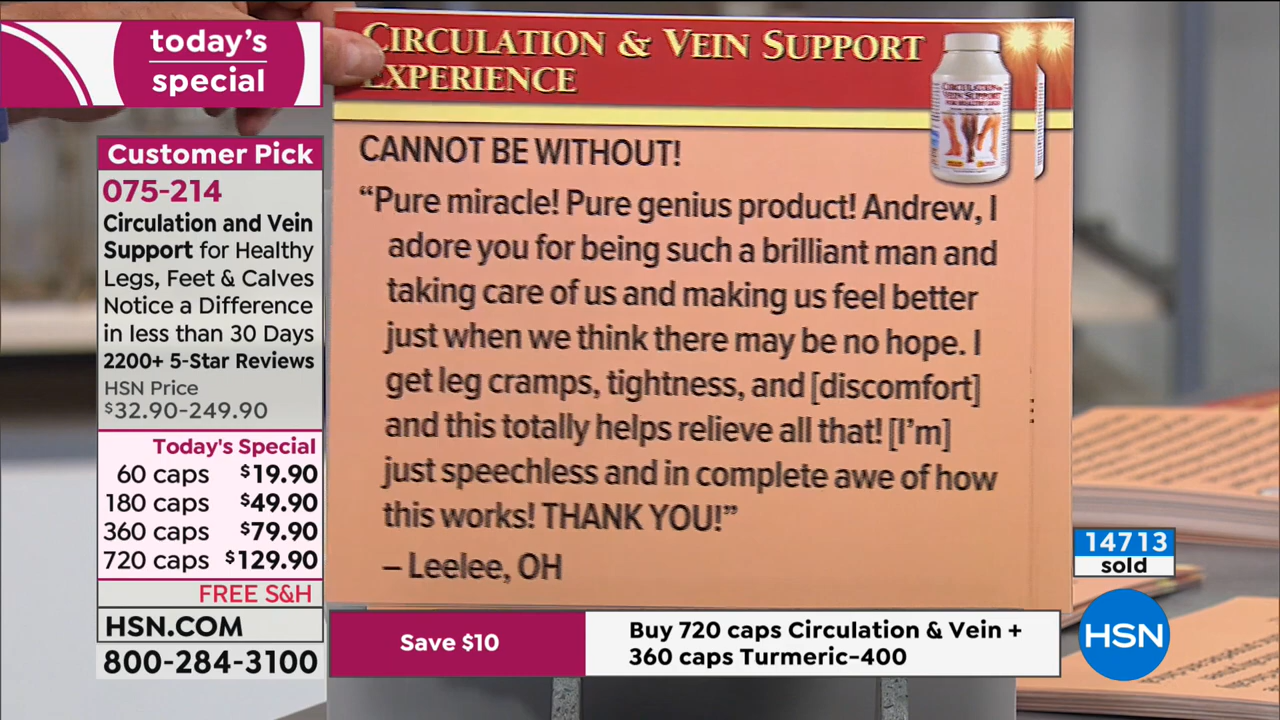 today's
special
Customer Pick
075-214
Circulation and Vein
Support for Healthy
Legs, Feet & Calves
Notice a Difference
in less than 30 Days
2200+ 5-Star Reviews
HSN Price
$32.90-249.90
Today's Special
60 caps $19.90
180 caps $49.90
360 caps $79.90
720 caps $129.90
FREE S&H
HSN.COM
800-284-3100
CIRCULATION & VEIN SUPPORT
EXPERIENCE
CIRCULATION &
VEIN SUPPORT
FOR HEALTHY LEGS
CANNOT BE WITHOUT!
"Pure miracle! Pure genius product! Andrew, I
adore you for being such a brilliant man and
taking care of us and making us feel better
just when we think there may be no hope. I
get leg cramps, tightness, and [discomfort]
and this totally helps relieve all that! [I'm]
just speechless and in complete awe of how
this works! THANK YOU!"
– Leelee, OH
14713
sold
Save $10
Buy 720 caps Circulation & Vein +
360 caps Turmeric-400
HSN